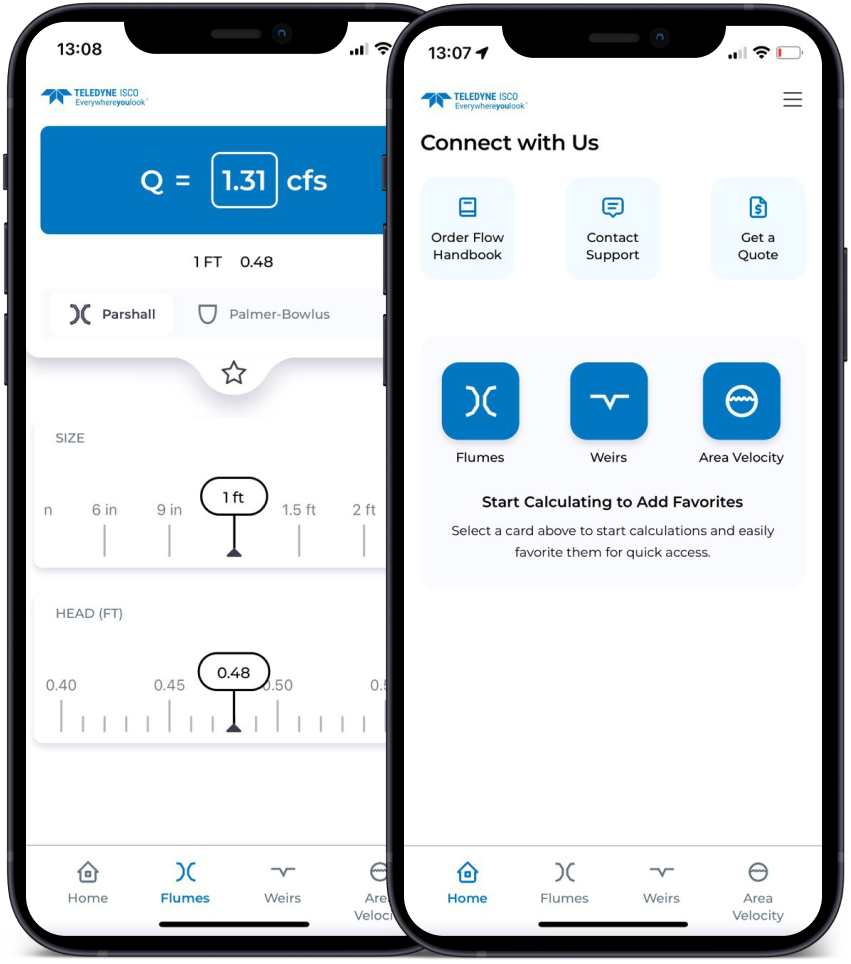 13:08
TELEDYNE ISCO
Everywhereyoulook
Q = 1.31 cfs
1 FT 0.48
Parshall
Palmer-Bowlus
SIZE
n
6 in
9 in
1 ft
1.5 ft
2 ft
HEAD (FT)
0.40
0.45
0.48
0.50
Home
Flumes
Weirs
13:07
TELEDYNE ISCO
Everywhereyoulook
Connect with Us
Order Flow
Handbook
Contact
Support
Get a
Quote
Flumes
Weirs
Area Velocity
Start Calculating to Add Favorites
Select a card above to start calculations and easily
favorite them for quick access.
Home
Flumes
Weirs
Area
Velocity